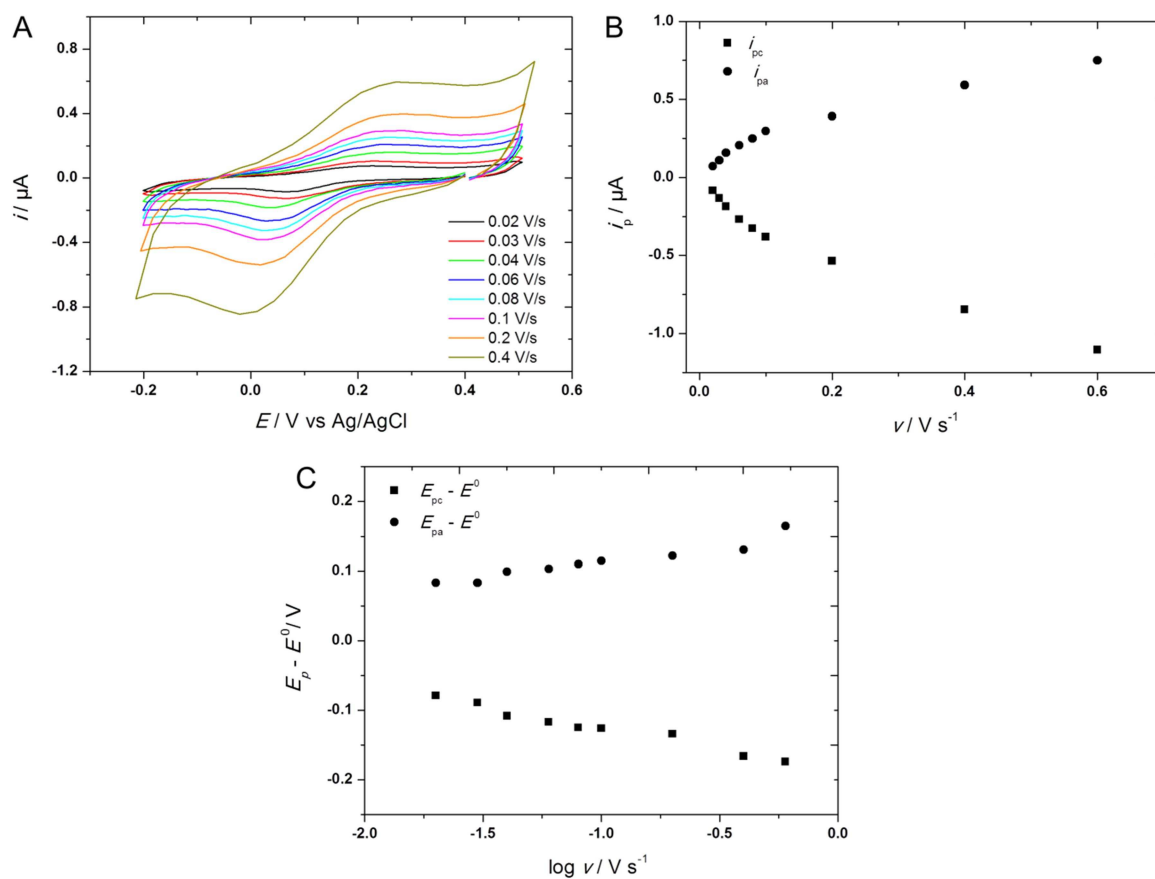 A
0.8
0.4
0.0
-0.4
-0.8
-1.2
i / µA
0.02 V/s
0.03 V/s
0.04 V/s
0.06 V/s
0.08 V/s
0.1 V/s
0.2 V/s
0.4 V/s
-0.2 0.0 0.2 0.4 0.6
E / V vs Ag/AgCl
B
ipc
ipa
1.0
0.5
0.0
-0.5
-1.0
ip / µA
0.0 0.2 0.4 0.6
v / V s-1
C
Epc - E0
Epa - E0
0.2
0.1
0.0
-0.1
-0.2
Ep - E0/ V
-2.0 -1.5 -1.0 -0.5 0.0
log v / V s-1